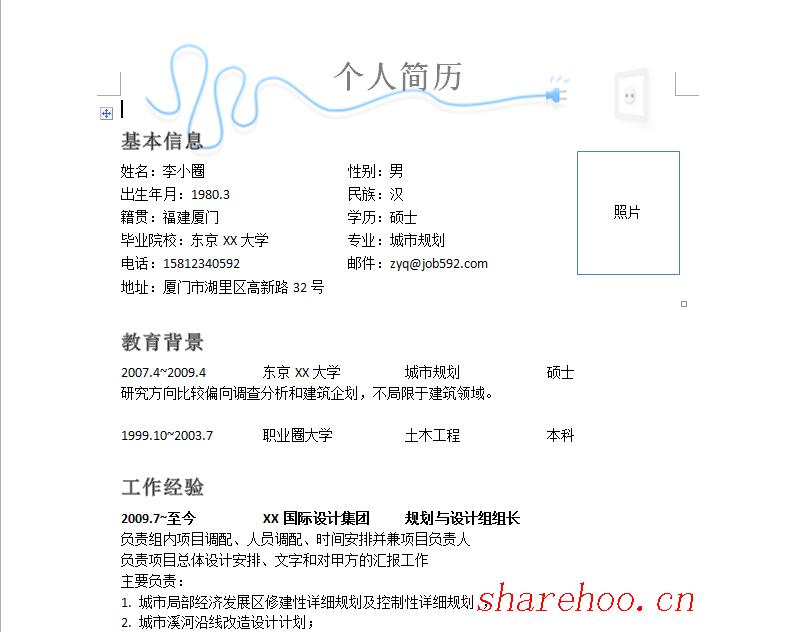 个人简历
基本信息
姓名：李小圈 性别：男
出生年月：1980.3 民族：汉
籍贯：福建厦门 学历：硕士
照片
毕业院校：东京 XX 大学 专业：城市规划
电话：15812340592 邮件：zyq@job592.com
地址：厦门市湖里区高新路 32 号
教育背景
2007.4~2009.4 东京 XX 大学 城市规划 硕士
研究方向比较偏向调查分析和建筑企划，不局限于建筑领域。
1999.10~2003.7 职业圈大学 土木工程 本科
工作经验
2009.7~至今 XX 国际设计集团 规划与设计组组长
负责组内项目调配、人员调配、时间安排并兼项目负责人
负责项目总体设计安排、文字和对甲方的汇报工作
主要负责：
1. 城市局部经济发展区修建性详细规划及控制性详细规划；
sharehoo.cn
2. 城市溪河沿线改造设计计划；